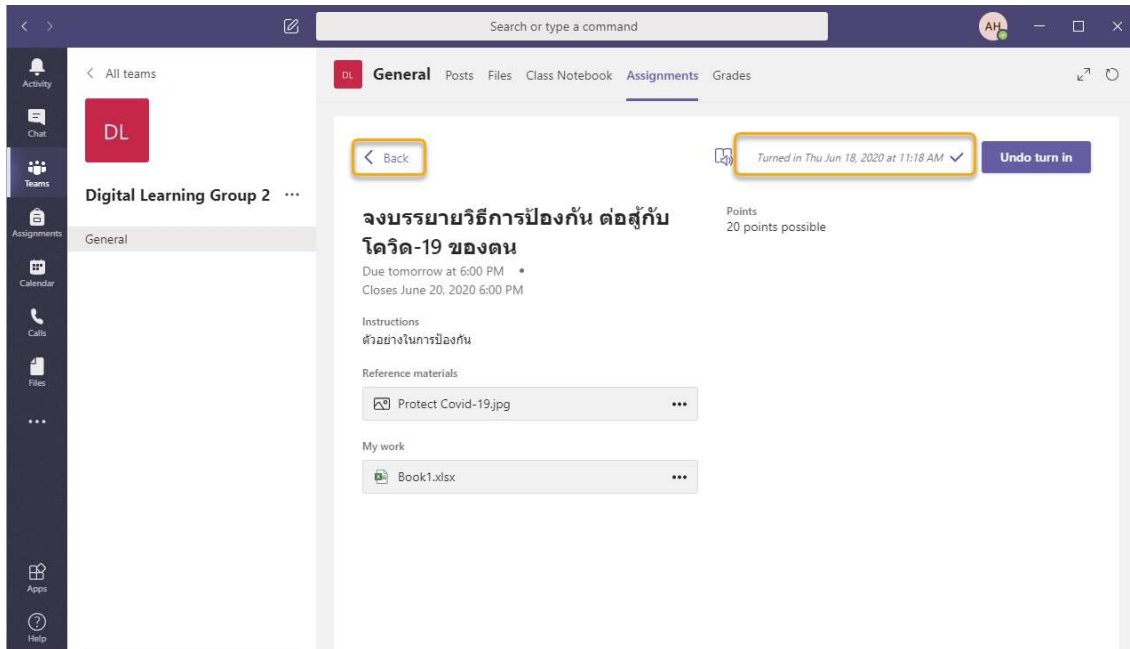 Search or type a command
AH
Activity
Chat
Teams
Assignments
Calendar
Calls
Files
Apps
Help
All teams
DL
Digital Learning Group 2
General
DL General Posts Files Class Notebook Assignments Grades
Back
Turned in Thu Jun 18, 2020 at 11:18 AM
Undo turn in
จงบรรยายวิธีการป้องกัน ต่อสู้กับ
โควิด-19 ของตน
Due tomorrow at 6:00 PM •
Closes June 20, 2020 6:00 PM
Instructions
ตัวอย่างในการป้องกัน
Reference materials
Protect Covid-19.jpg
My work
Book1.xlsx
Points
20 points possible